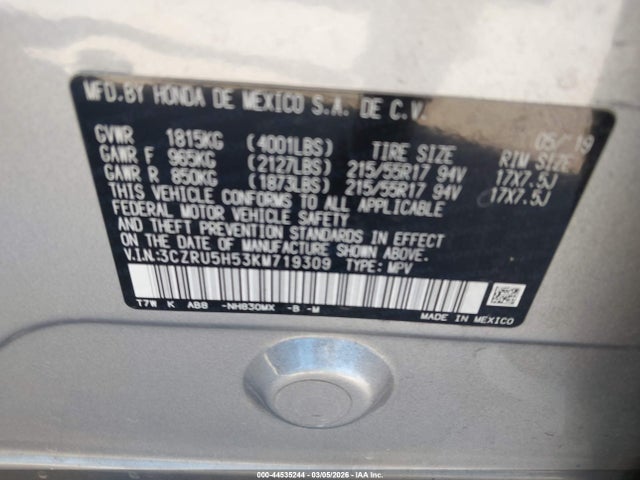 MFD.BY HONDA DE MEXICO S.A. DE C.V.
05/'19
GVWR 1815KG (4001LBS) TIRE SIZE RIM SIZE
GAWR F 965KG (2127LBS) 215/55R17 94V 17X7.5J
GAWR R 850KG (1873LBS) 215/55R17 94V 17X7.5J
THIS VEHICLE CONFORMS TO ALL APPLICABLE
FEDERAL MOTOR VEHICLE SAFETY
AND THEFT PREVENTION STANDARDS IN EFFECT
ON THE DATE OF MANUFACTURE SHOWN ABOVE.
V.I.N.:3CZRU5H53KM719309 TYPE: MPV
T7W K AB8 -NH830MX -B -M
MADE IN MEXICO
© 44535244 | 03/05/2026 - IAA, Inc.